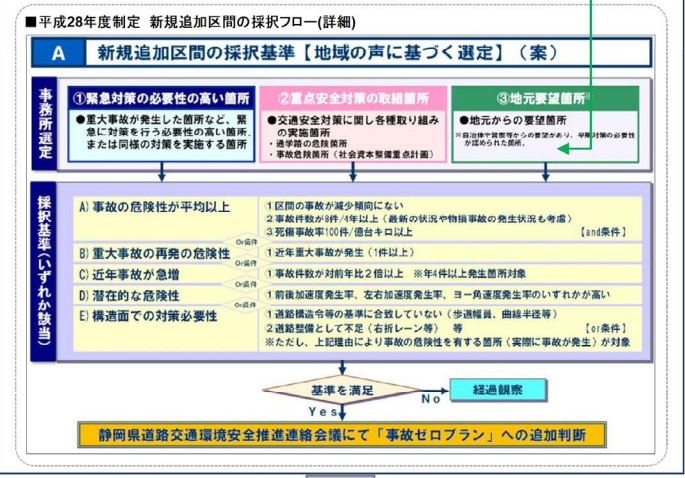 ■平成28年度制定 新規追加区間の採択フロー(詳細)
A 新規追加区間の採択基準【地域の声に基づく選定】（案）
事務所選定
①緊急対策の必要性の高い箇所
●重大事故が発生した箇所など、緊
急に対策を行う必要性の高い箇所、
または同様の対策を実施する箇所
②重点安全対策の取組箇所
●交通安全対策に関し各種取り組み
の実施箇所
・通学路の危険箇所
・事故危険箇所（社会資本整備重点計画）
③地元要望箇所※
●地元からの要望箇所
※自治体や警察等からの要望があり、早期対策の必要性
が認められた箇所。
採択基準（いずれか該当）
A) 事故の危険性が平均以上
①区間の事故が減少傾向にない
②事故件数が8件/4年以上（最新の状況や物損事故の発生状況も考慮）
③死傷事故率100件/億台キロ以上 【and条件】
Or条件
B) 重大事故の再発の危険性
①近年重大事故が発生（1件以上）
Or条件
C) 近年事故が急増
①事故件数が対前年比２倍以上 ※年4件以上発生箇所対象
Or条件
D) 潜在的な危険性
①前後加速度発生率、左右加速度発生率、ヨー角速度発生率のいずれかが高い
Or条件
E) 構造面での対策必要性
①道路構造令等の基準に合致していない（歩道幅員、曲線半径等）
②道路整備として不足（右折レーン等） 等 【or条件】
※ただし、上記理由により事故の危険性を有する箇所（実際に事故が発生）が対象
基準を満足
No
経過観察
Yes
静岡県道路交通環境安全推進連絡会議にて「事故ゼロプラン」への追加判断